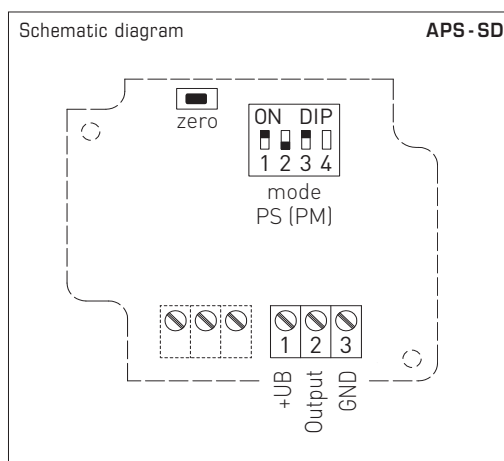 Schematic diagram
APS-SD
zero
ON DIP
1 2 3 4
mode
PS (PM)
1 2 3
+UB
Output
GND